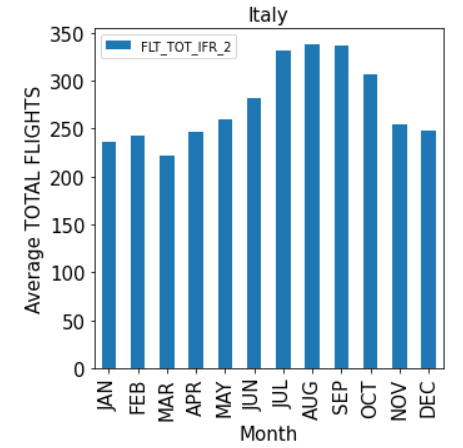 Italy
FLT_TOT_IFR_2
Average TOTAL FLIGHTS
350
300
250
200
150
100
50
0
JAN
FEB
MAR
APR
MAY
JUN
JUL
AUG
SEP
OCT
NOV
DEC
Month